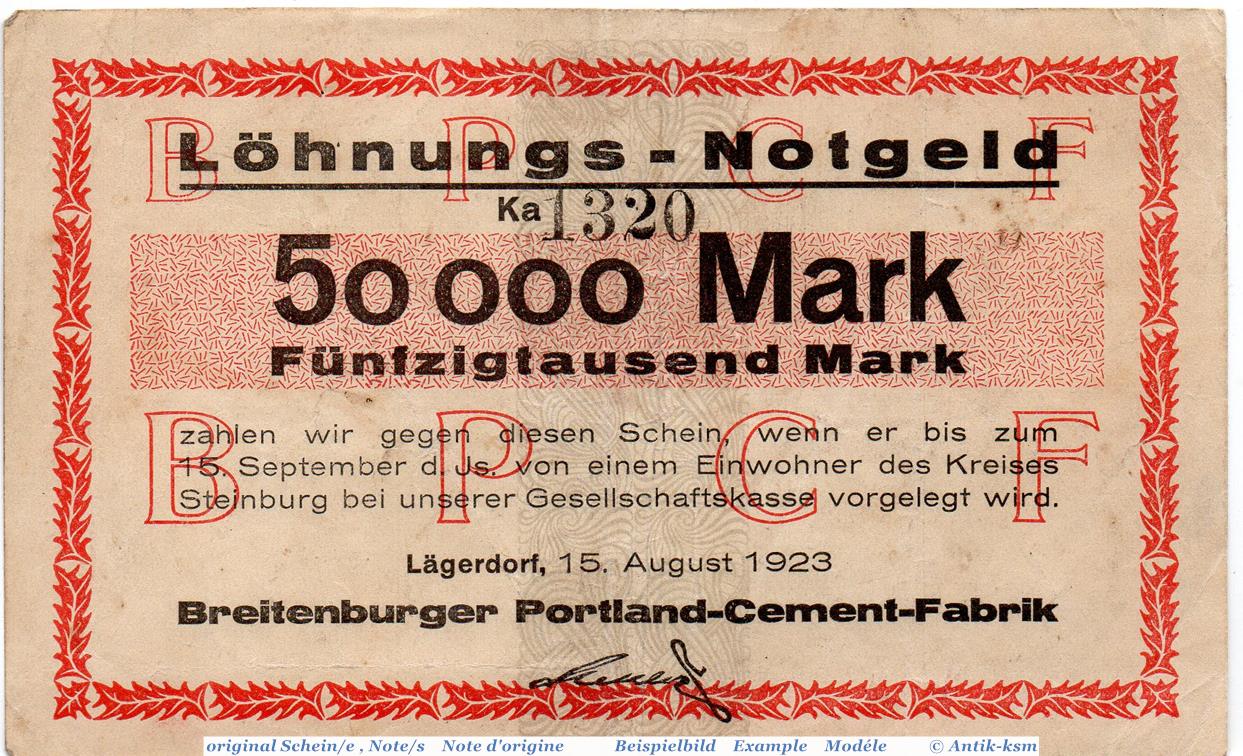 B P C F
Löhnungs - Notgeld
Ka 1320
50 000 Mark
Fünfzigtausend Mark
B P C F
zahlen wir gegen diesen Schein, wenn er bis zum
15. September d. Js. von einem Einwohner des Kreises
Steinburg bei unserer Gesellschaftskasse vorgelegt wird.
Lägerdorf, 15. August 1923
Breitenburger Portland-Cement-Fabrik
original Schein/e , Note/s Note d'origine Beispielbild Example Modéle © Antik-ksm